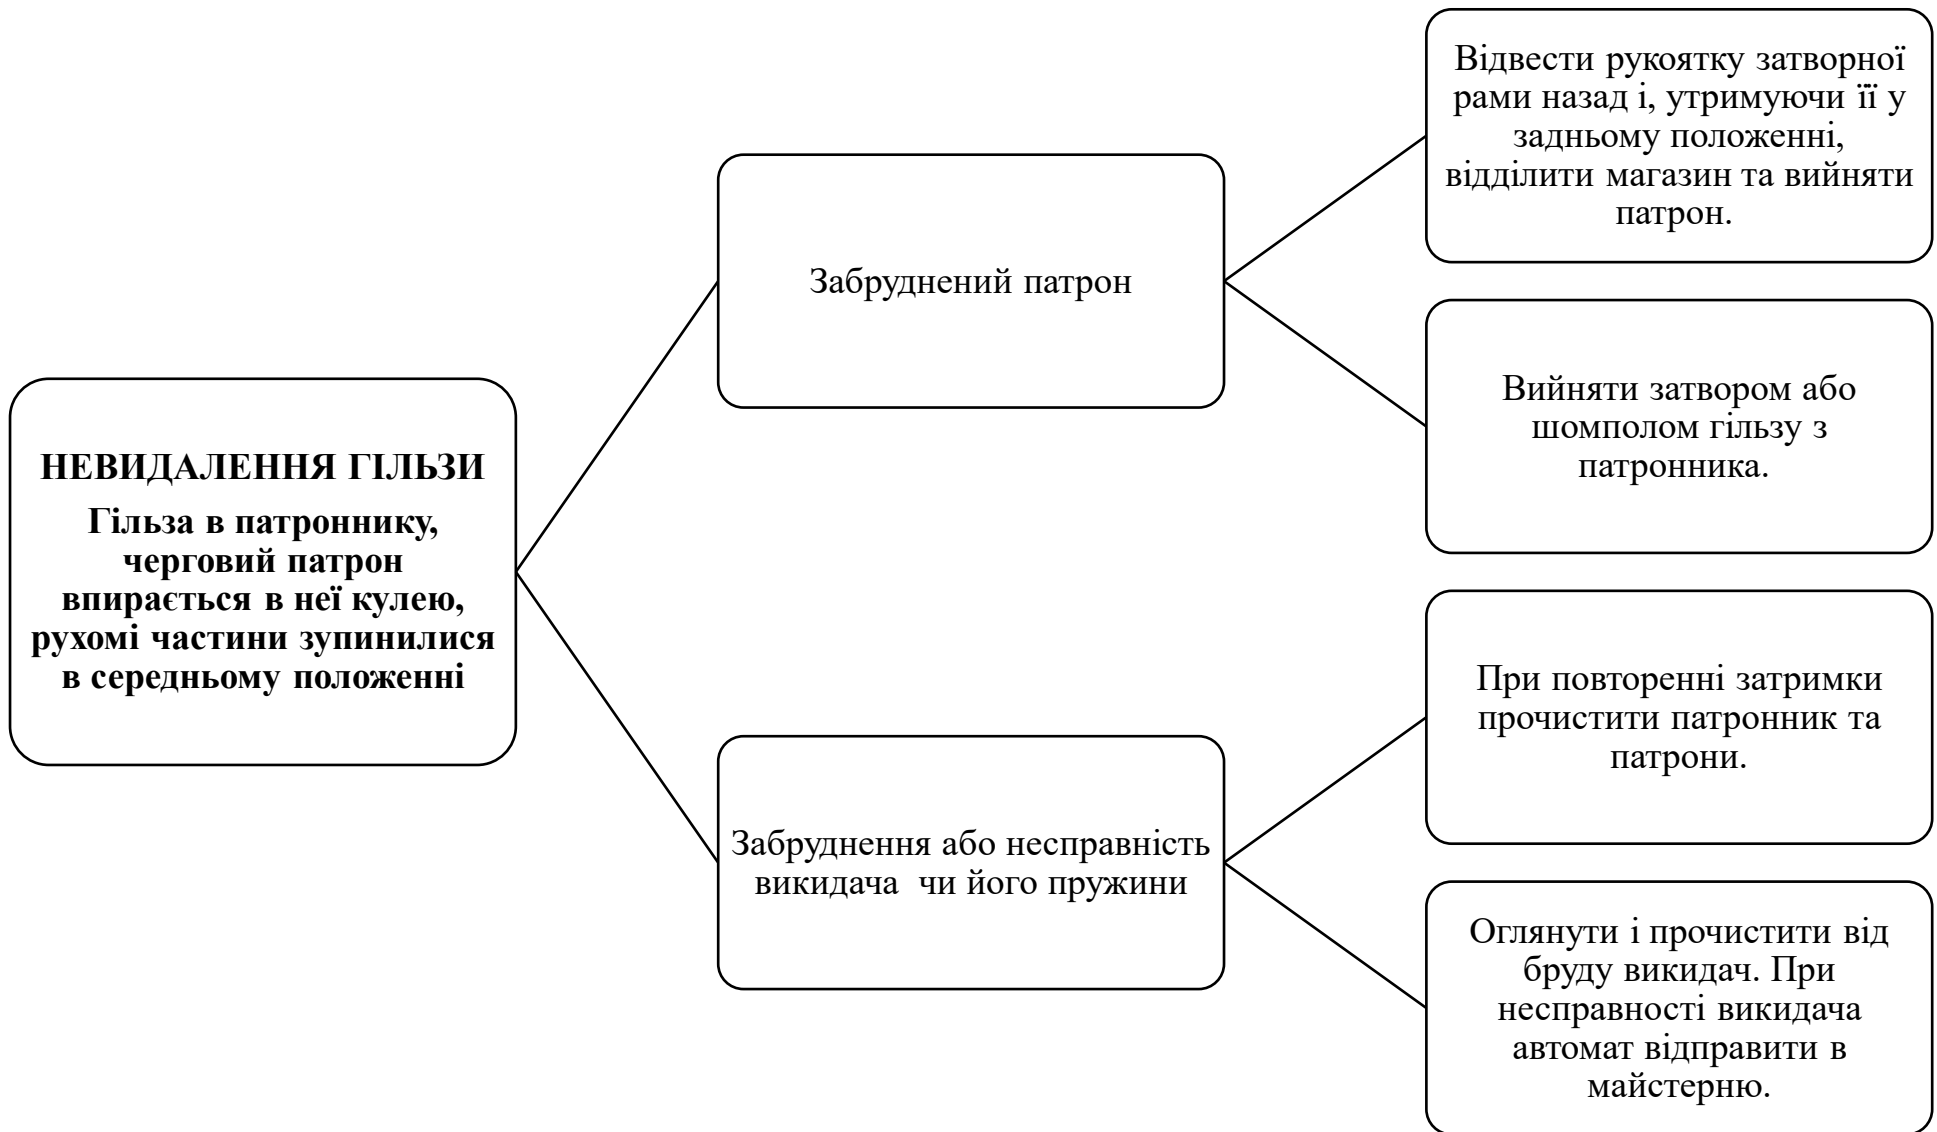 НЕВИДАЛЕННЯ ГІЛЬЗИ
Гільза в патроннику,
черговий патрон
впирається в неї кулею,
рухомі частини зупинилися
в середньому положенні
Забруднений патрон
Відвести рукоятку затворної
рами назад і, утримуючи її у
задньому положенні,
відділити магазин та вийняти
патрон.
Вийняти затвором або
шомполом гільзу з
патронника.
Забруднення або несправність
викидача  чи його пружини
При повторенні затримки
прочистити патронник та
патрони.
Оглянути і прочистити від
бруду викидач. При
несправності викидача
автомат відправити в
майстерню.